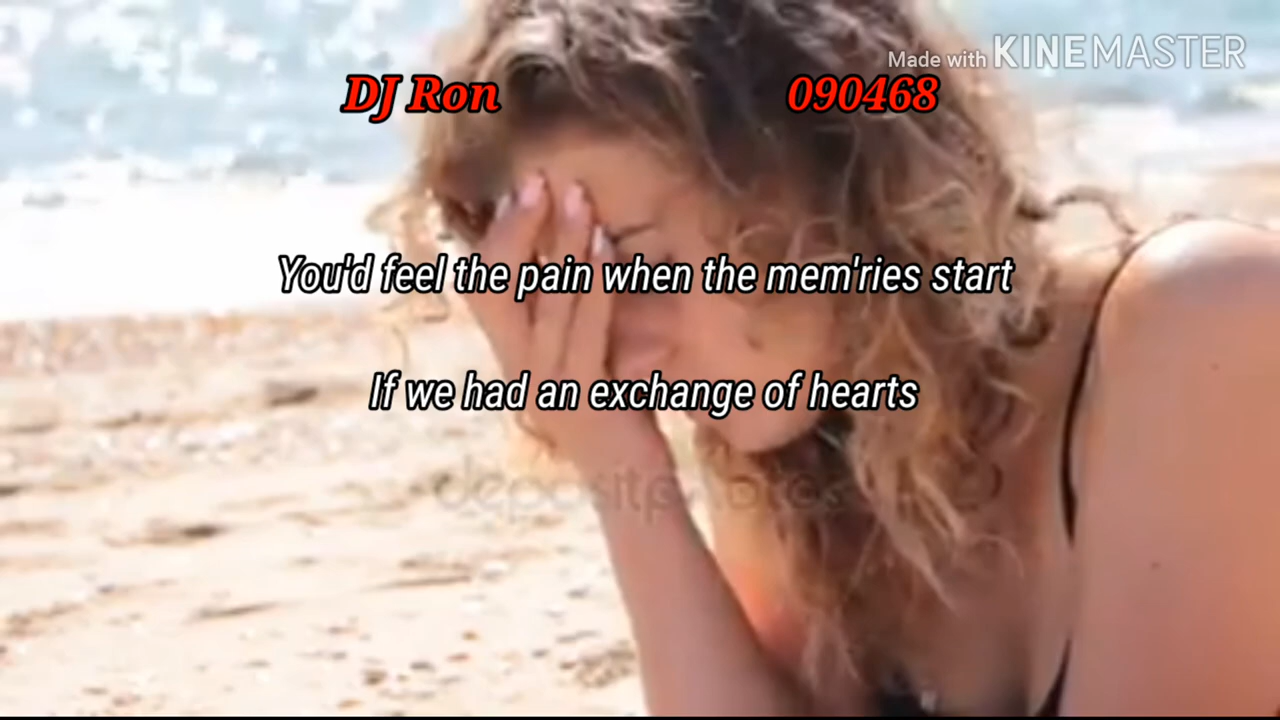 Made with KINEMASTER
DJ Ron 090468
You'd feel the pain when the mem'ries start
If we had an exchange of hearts
depositphotos